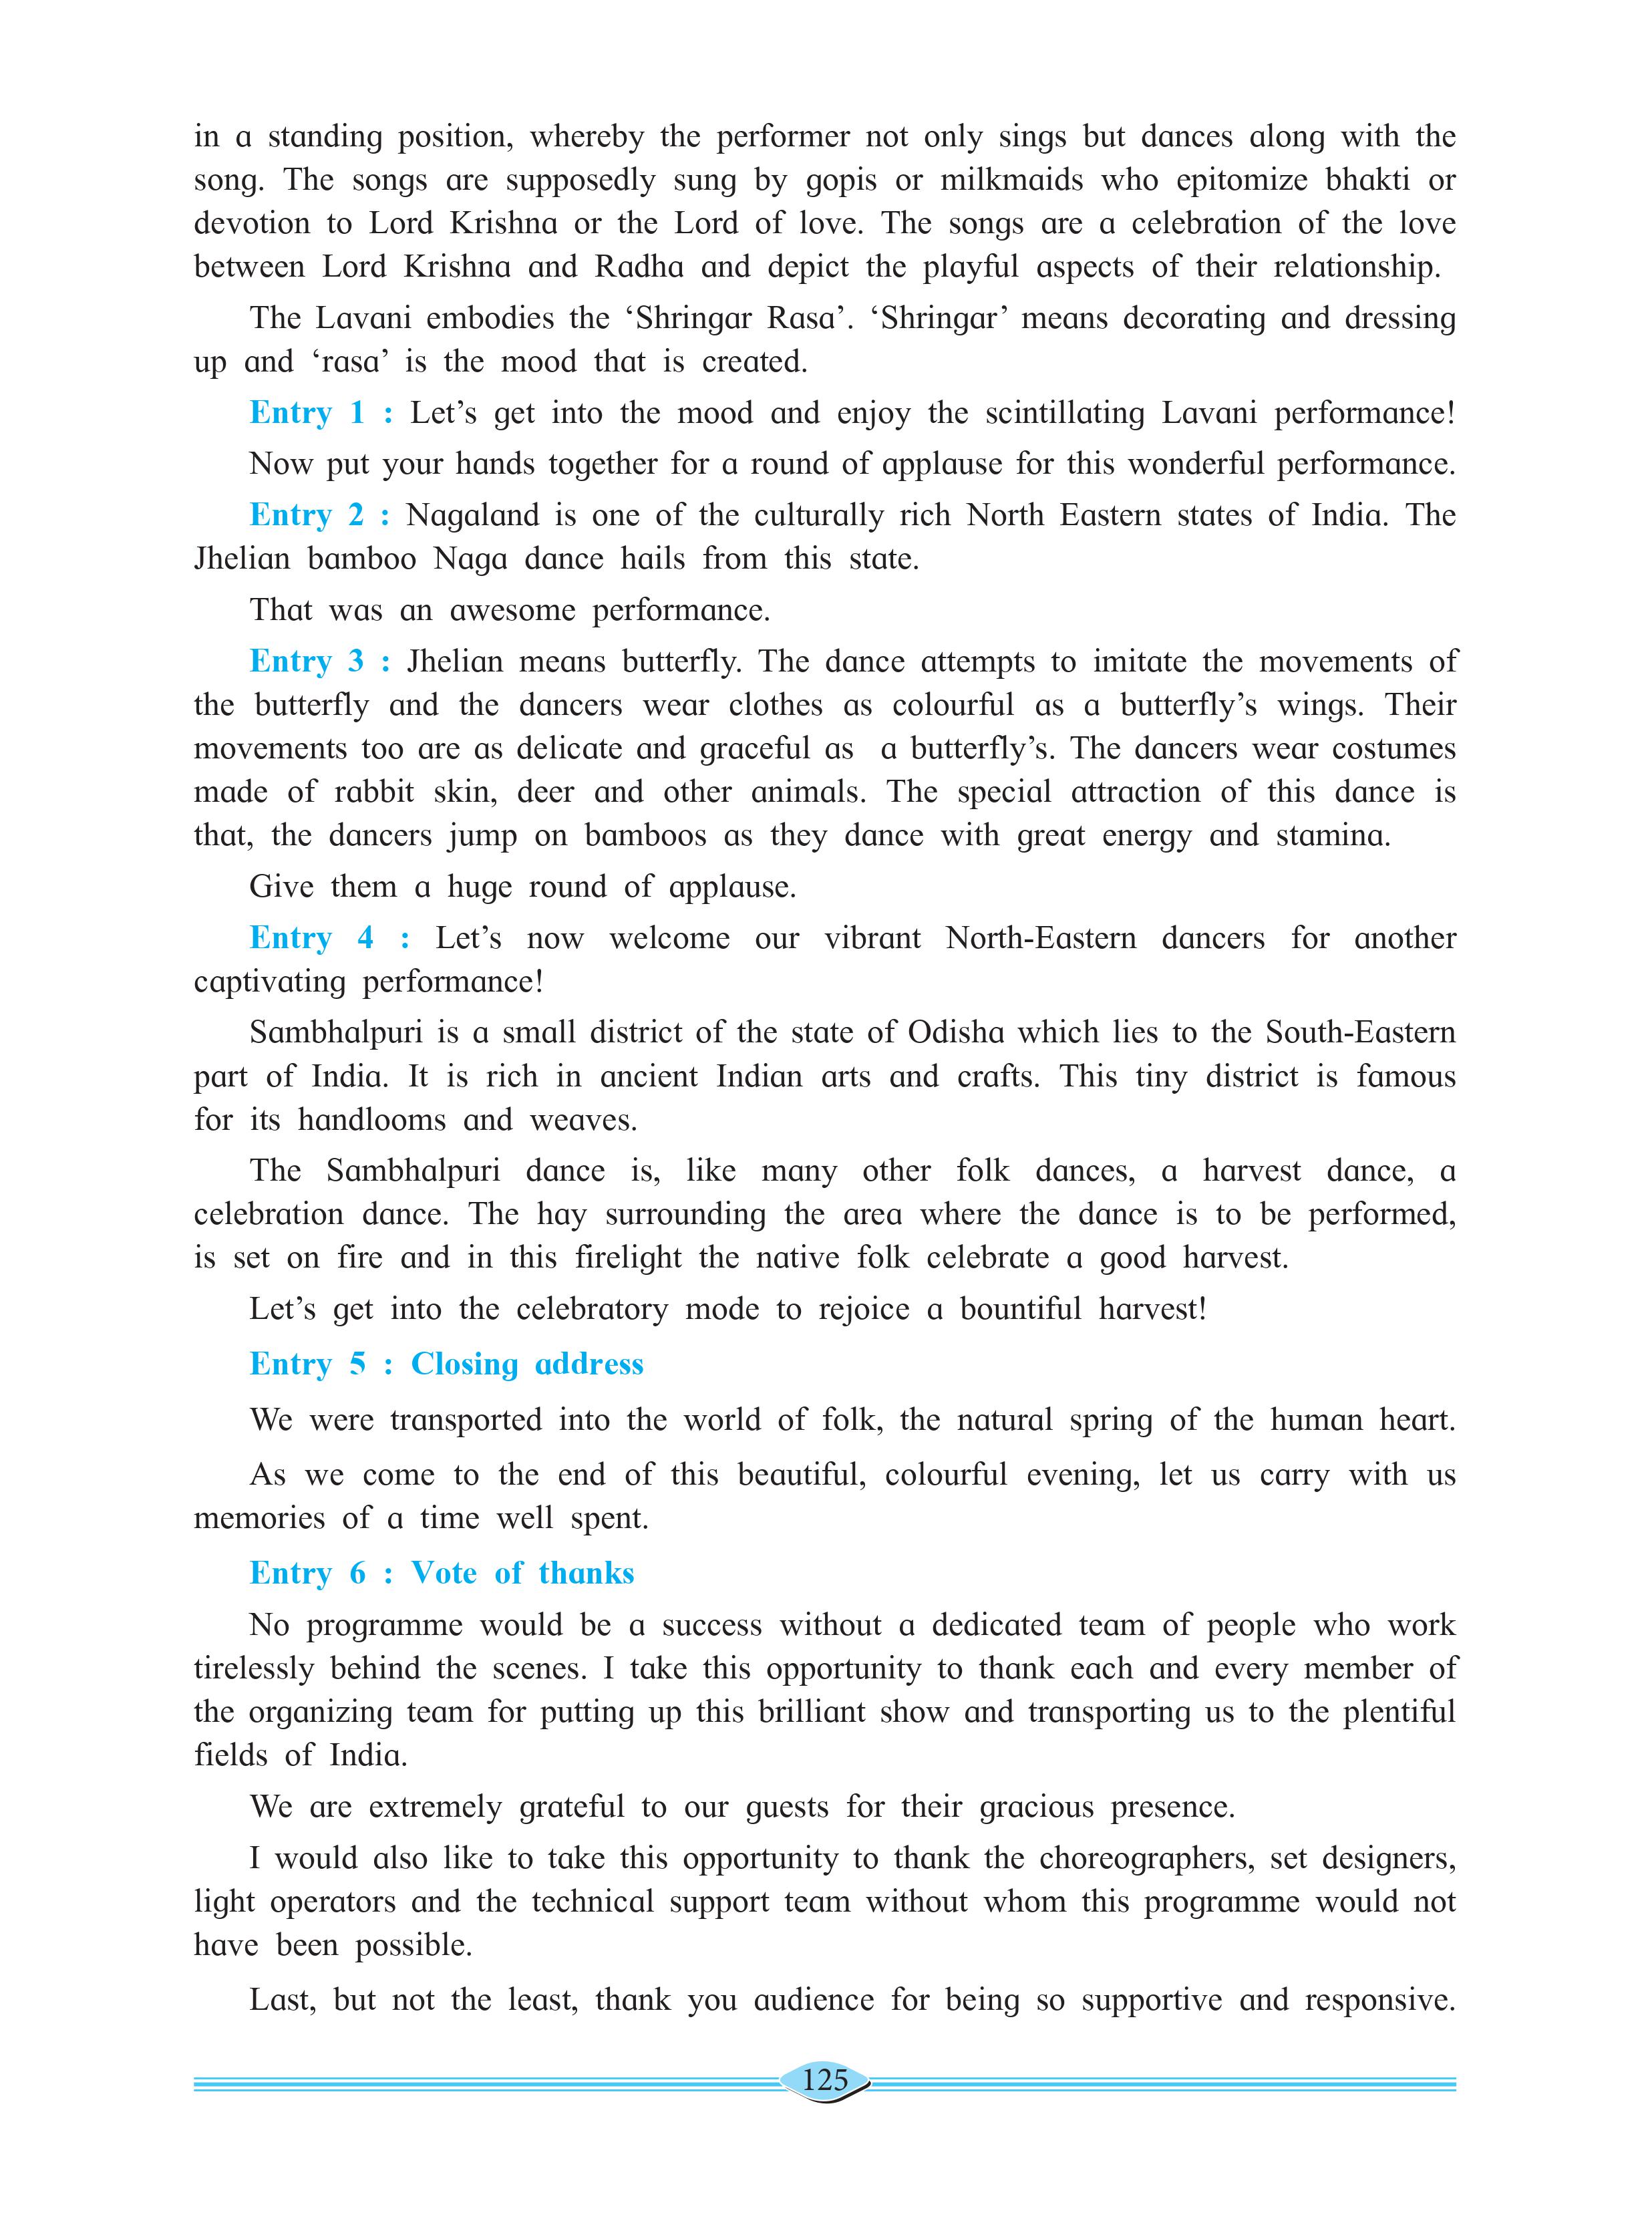 in a standing position, whereby the performer not only sings but dances along with the
song. The songs are supposedly sung by gopis or milkmaids who epitomize bhakti or
devotion to Lord Krishna or the Lord of love. The songs are a celebration of the love
between Lord Krishna and Radha and depict the playful aspects of their relationship.
The Lavani embodies the ‘Shringar Rasa’. ‘Shringar’ means decorating and dressing
up and ‘rasa’ is the mood that is created.
Entry 1 : Let’s get into the mood and enjoy the scintillating Lavani performance!
Now put your hands together for a round of applause for this wonderful performance.
Entry 2 : Nagaland is one of the culturally rich North Eastern states of India. The
Jhelian bamboo Naga dance hails from this state.
That was an awesome performance.
Entry 3 : Jhelian means butterfly. The dance attempts to imitate the movements of
the butterfly and the dancers wear clothes as colourful as a butterfly’s wings. Their
movements too are as delicate and graceful as a butterfly’s. The dancers wear costumes
made of rabbit skin, deer and other animals. The special attraction of this dance is
that, the dancers jump on bamboos as they dance with great energy and stamina.
Give them a huge round of applause.
Entry 4 : Let’s now welcome our vibrant North-Eastern dancers for another
captivating performance!
Sambhalpuri is a small district of the state of Odisha which lies to the South-Eastern
part of India. It is rich in ancient Indian arts and crafts. This tiny district is famous
for its handlooms and weaves.
The Sambhalpuri dance is, like many other folk dances, a harvest dance, a
celebration dance. The hay surrounding the area where the dance is to be performed,
is set on fire and in this firelight the native folk celebrate a good harvest.
Let’s get into the celebratory mode to rejoice a bountiful harvest!
Entry 5 : Closing address
We were transported into the world of folk, the natural spring of the human heart.
As we come to the end of this beautiful, colourful evening, let us carry with us
memories of a time well spent.
Entry 6 : Vote of thanks
No programme would be a success without a dedicated team of people who work
tirelessly behind the scenes. I take this opportunity to thank each and every member of
the organizing team for putting up this brilliant show and transporting us to the plentiful
fields of India.
We are extremely grateful to our guests for their gracious presence.
I would also like to take this opportunity to thank the choreographers, set designers,
light operators and the technical support team without whom this programme would not
have been possible.
Last, but not the least, thank you audience for being so supportive and responsive.
125